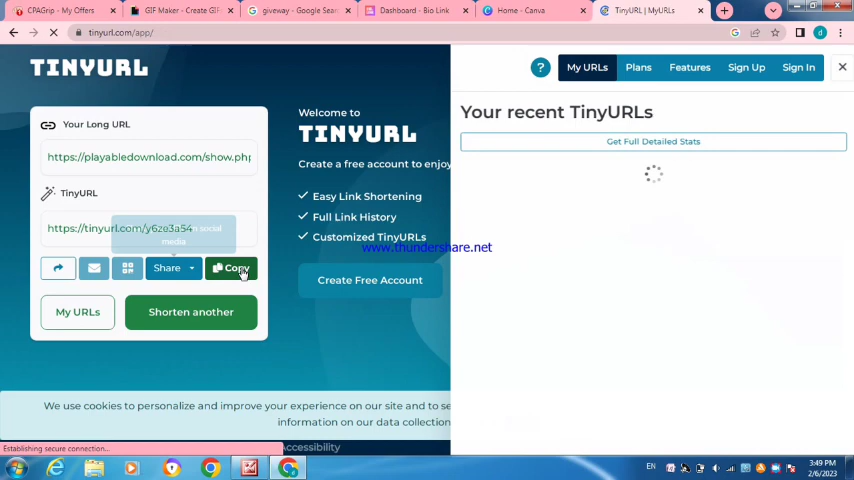 CPAGrip - My Offers
GIF Maker - Create GIF
giveway - Google Sear
Dashboard - Bio Link
Home - Canva
TinyURL | MyURLs
tinyurl.com/app/
TINYURL
My URLs
Plans
Features
Sign Up
Sign In
Your Long URL
https://playabledownload.com/show.php
TinyURL
https://tinyurl.com/y6ze3a54
media
Share
Copy
My URLs
Shorten another
Welcome to
TINYURL
Create a free account to enjoy
Easy Link Shortening
Full Link History
Customized TinyURLs
Create Free Account
Your recent TinyURLs
Get Full Detailed Stats
www.thundershare.net
We use cookies to personalize and improve your experience on our site and to se
information on our data collection
Accessibility
Establishing secure connection...
EN
3:49 PM
2/6/2023